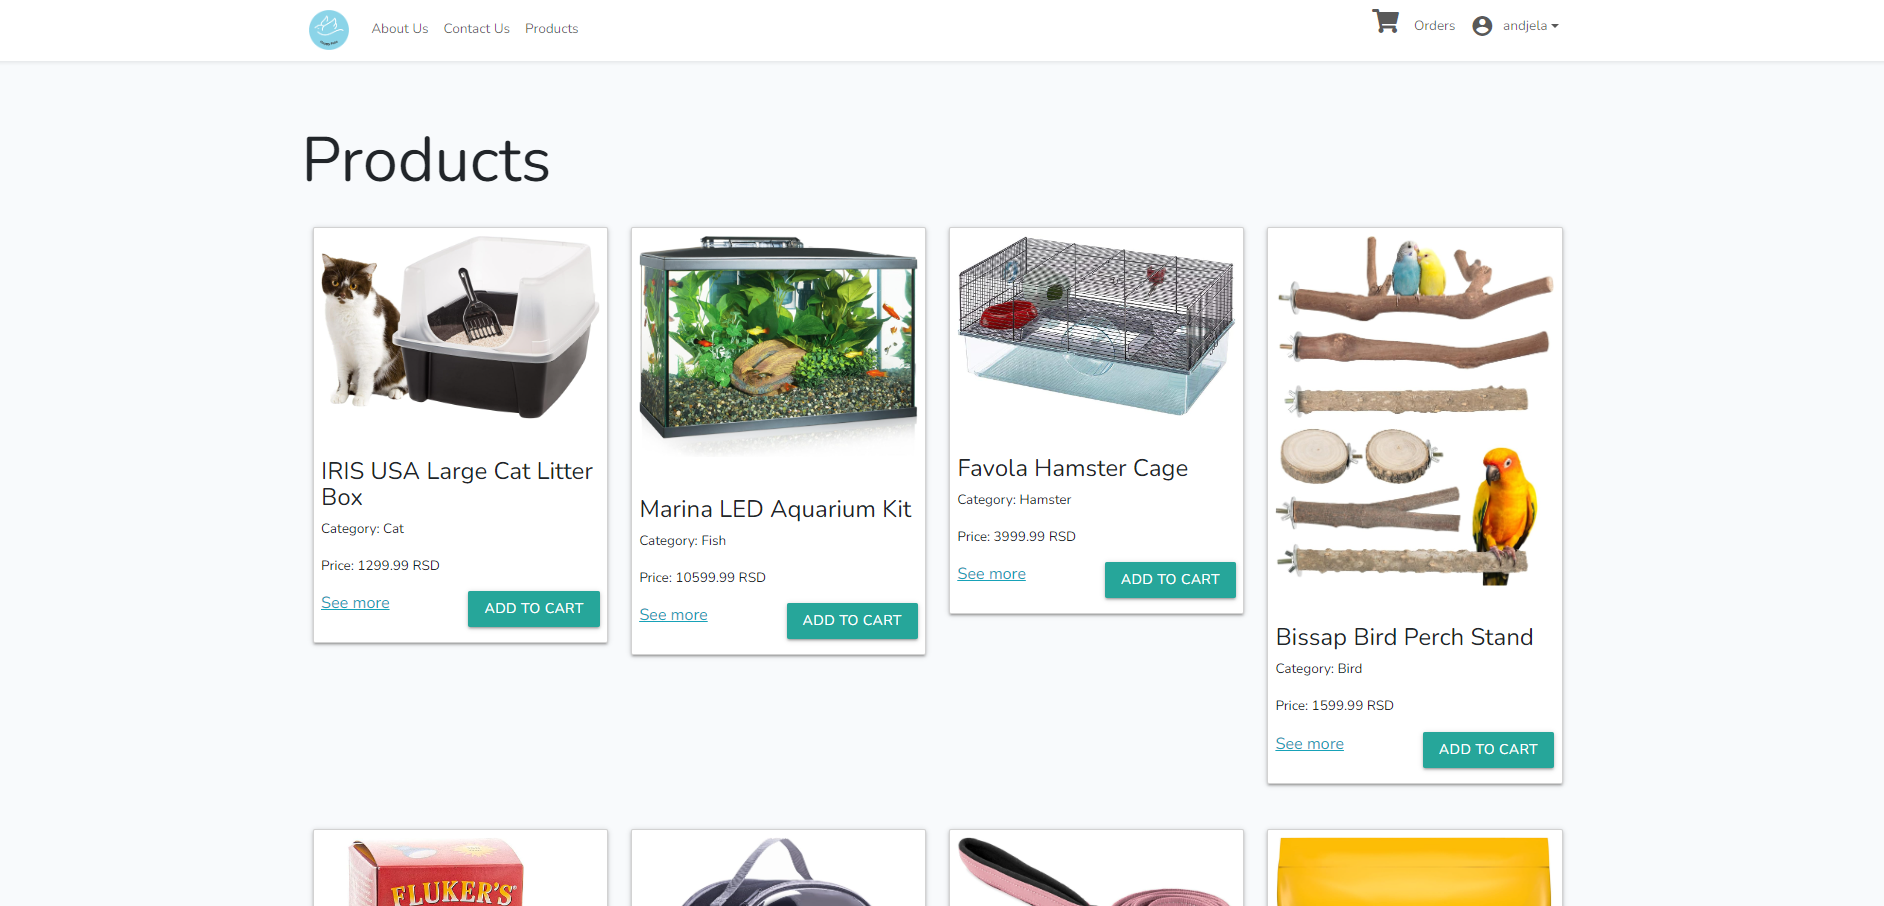 About Us Contact Us Products
Orders andjela
Products
IRIS USA Large Cat Litter
Box
Category: Cat
Price: 1299.99 RSD
See more
ADD TO CART
Marina LED Aquarium Kit
Category: Fish
Price: 10599.99 RSD
See more
ADD TO CART
Favola Hamster Cage
Category: Hamster
Price: 3999.99 RSD
See more
ADD TO CART
Bissap Bird Perch Stand
Category: Bird
Price: 1599.99 RSD
See more
ADD TO CART
FLUKER'S